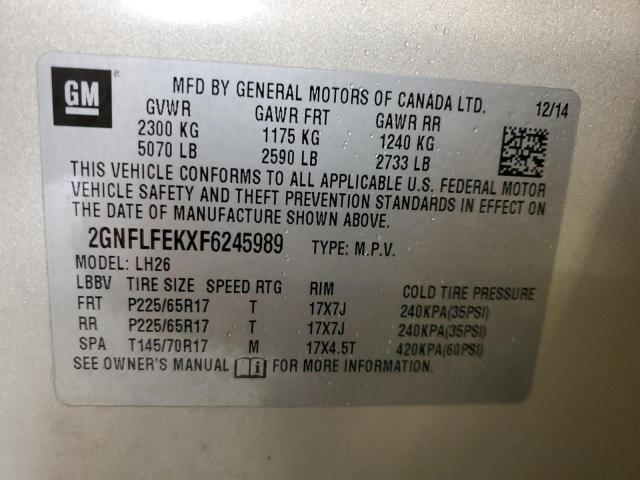 GM
MFD BY GENERAL MOTORS OF CANADA LTD. 12/14
GVWR GAWR FRT GAWR RR
2300 KG 1175 KG 1240 KG
5070 LB 2590 LB 2733 LB
THIS VEHICLE CONFORMS TO ALL APPLICABLE U.S. FEDERAL MOTOR
VEHICLE SAFETY AND THEFT PREVENTION STANDARDS IN EFFECT ON
THE DATE OF MANUFACTURE SHOWN ABOVE.
2GNFLFEKXF6245989 TYPE: M.P.V.
MODEL: LH26
LBBV TIRE SIZE SPEED RTG RIM COLD TIRE PRESSURE
FRT P225/65R17 T 17X7J 240KPA(35PSI)
RR P225/65R17 T 17X7J 240KPA(35PSI)
SPA T145/70R17 M 17X4.5T 420KPA(60PSI)
SEE OWNER'S MANUAL i FOR MORE INFORMATION.